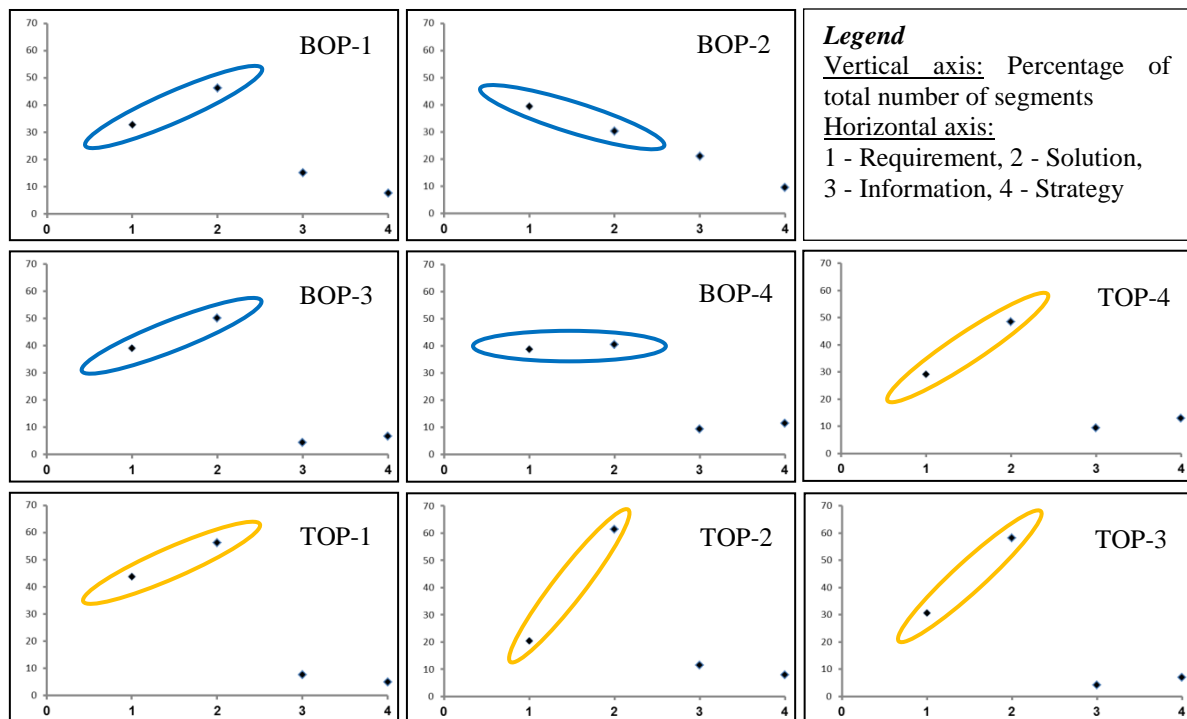 BOP-1
70
60
50
40
30
20
10
0
0 1 2 3 4
BOP-2
70
60
50
40
30
20
10
0
0 1 2 3 4
Legend
Vertical axis: Percentage of
total number of segments
Horizontal axis:
1 - Requirement, 2 - Solution,
3 - Information, 4 - Strategy
BOP-3
70
60
50
40
30
20
10
0
0 1 2 3 4
BOP-4
70
60
50
40
30
20
10
0
0 1 2 3 4
TOP-4
70
60
50
40
30
20
10
0
0 1 2 3 4
TOP-1
70
60
50
40
30
20
10
0
0 1 2 3 4
TOP-2
70
60
50
40
30
20
10
0
0 1 2 3 4
TOP-3
70
60
50
40
30
20
10
0
0 1 2 3 4